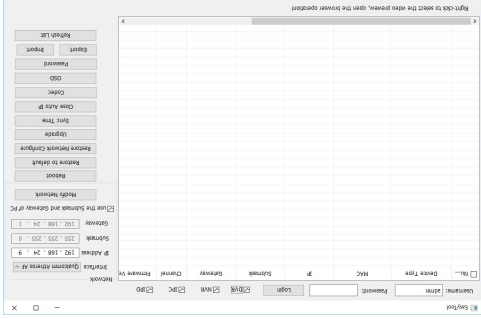 EasyTool
Username: admin Password: Login DVR NVR IPC IPD
Nu... Device Type MAC IP Submask Gateway Channel Firmware Ve
Network
Interface Qualcomm Atheros AR
IP Address 192 . 168 . 24 . 9
Submask 255 . 255 . 255 . 0
Gateway 192 . 168 . 24 . 1
use the Submask and Gateway of PC
Modify Network
Reboot
Restore to default
Restore Network Configure
Upgrade
Sync Time
Close Auto IP
Codec
OSD
Password
Export Import
Refresh List
Right-click to select the video preview, open the browser operation!